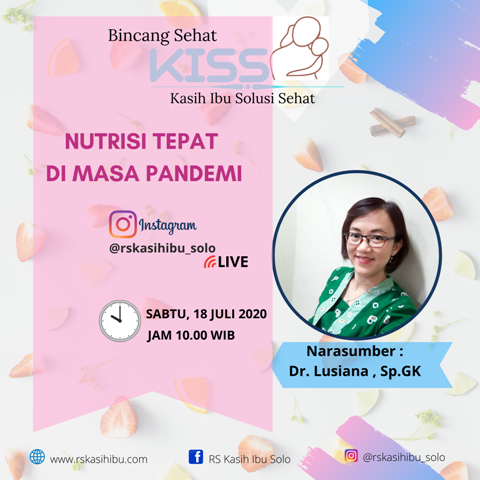 Bincang Sehat
KISS
Kasih Ibu Solusi Sehat
NUTRISI TEPAT
DI MASA PANDEMI
Instagram
@rskasihibu_solo
LIVE
SABTU, 18 JULI 2020
JAM 10.00 WIB
Narasumber :
Dr. Lusiana , Sp.GK
www.rskasihibu.com
RS Kasih Ibu Solo
@rskasihibu_solo